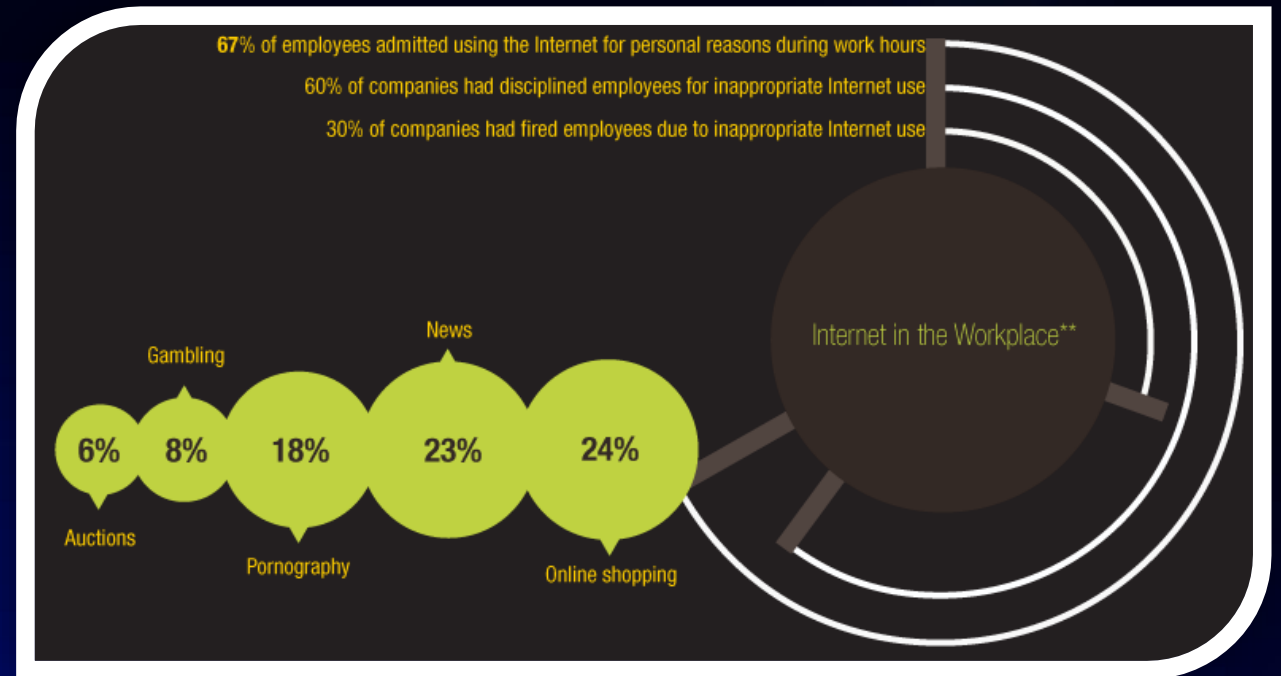 67% of employees admitted using the Internet for personal reasons during work hours
60% of companies had disciplined employees for inappropriate Internet use
30% of companies had fired employees due to inappropriate Internet use
Internet in the Workplace**
News
Gambling
6% 8% 18% 23% 24%
Auctions
Pornography
Online shopping